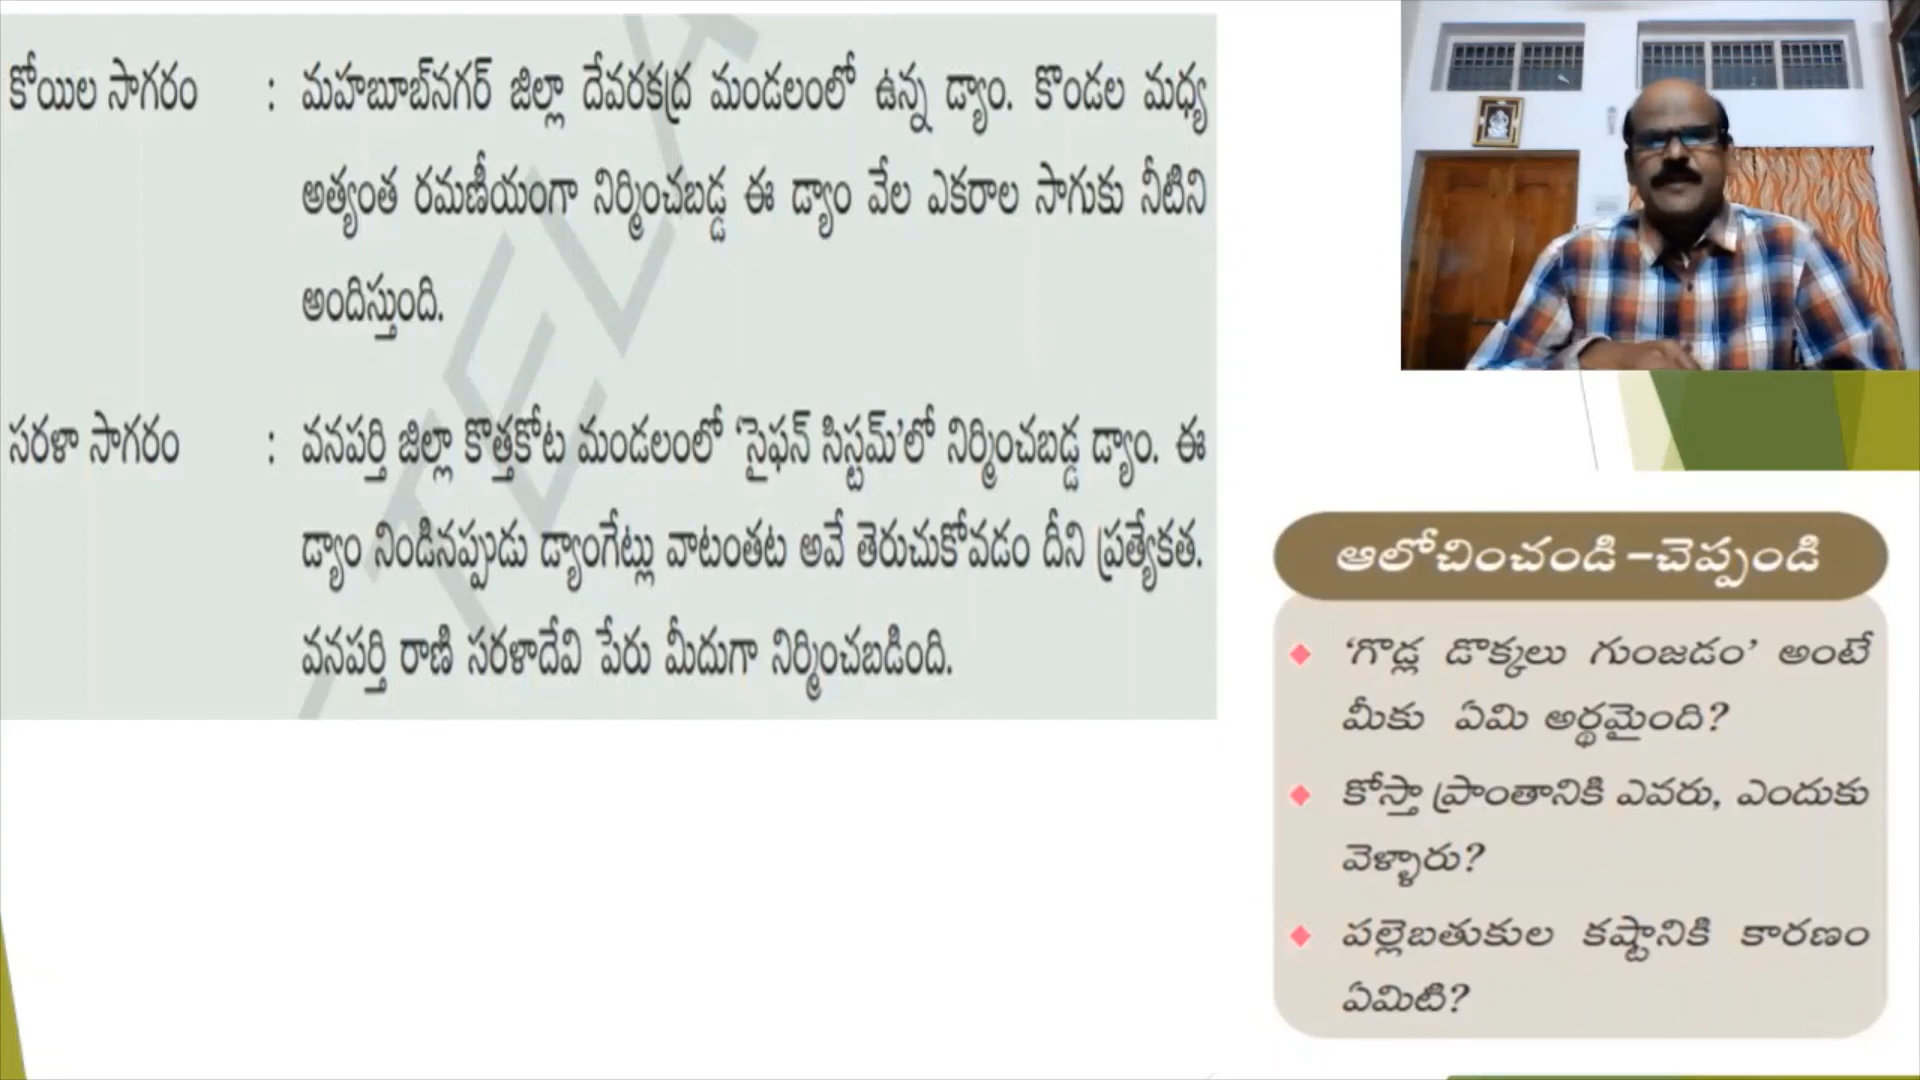 కోయిల సాగరం : మహబూబ్‌నగర్ జిల్లా దేవరకద్ర మండలంలో ఉన్న డ్యాం. కొండల మధ్య
అత్యంత రమణీయంగా నిర్మించబడ్డ ఈ డ్యాం వేల ఎకరాల సాగుకు నీటిని
అందిస్తుంది.
సరళా సాగరం : వనపర్తి జిల్లా కొత్తకోట మండలంలో ‘సైఫన్ సిస్టమ్’లో నిర్మించబడ్డ డ్యాం. ఈ
డ్యాం నిండినప్పుడు డ్యాంగేట్లు వాటంతట అవే తెరుచుకోవడం దీని ప్రత్యేకత.
వనపర్తి రాణి సరళాదేవి పేరు మీదుగా నిర్మించబడింది.
TELA
ఆలోచించండి -చెప్పండి
‘గొడ్ల డొక్కలు గుంజడం’ అంటే
మీకు ఏమి అర్థమైంది?
కోస్తా ప్రాంతానికి ఎవరు, ఎందుకు
వెళ్ళారు?
పల్లెబతుకుల కష్టానికి కారణం
ఏమిటి?